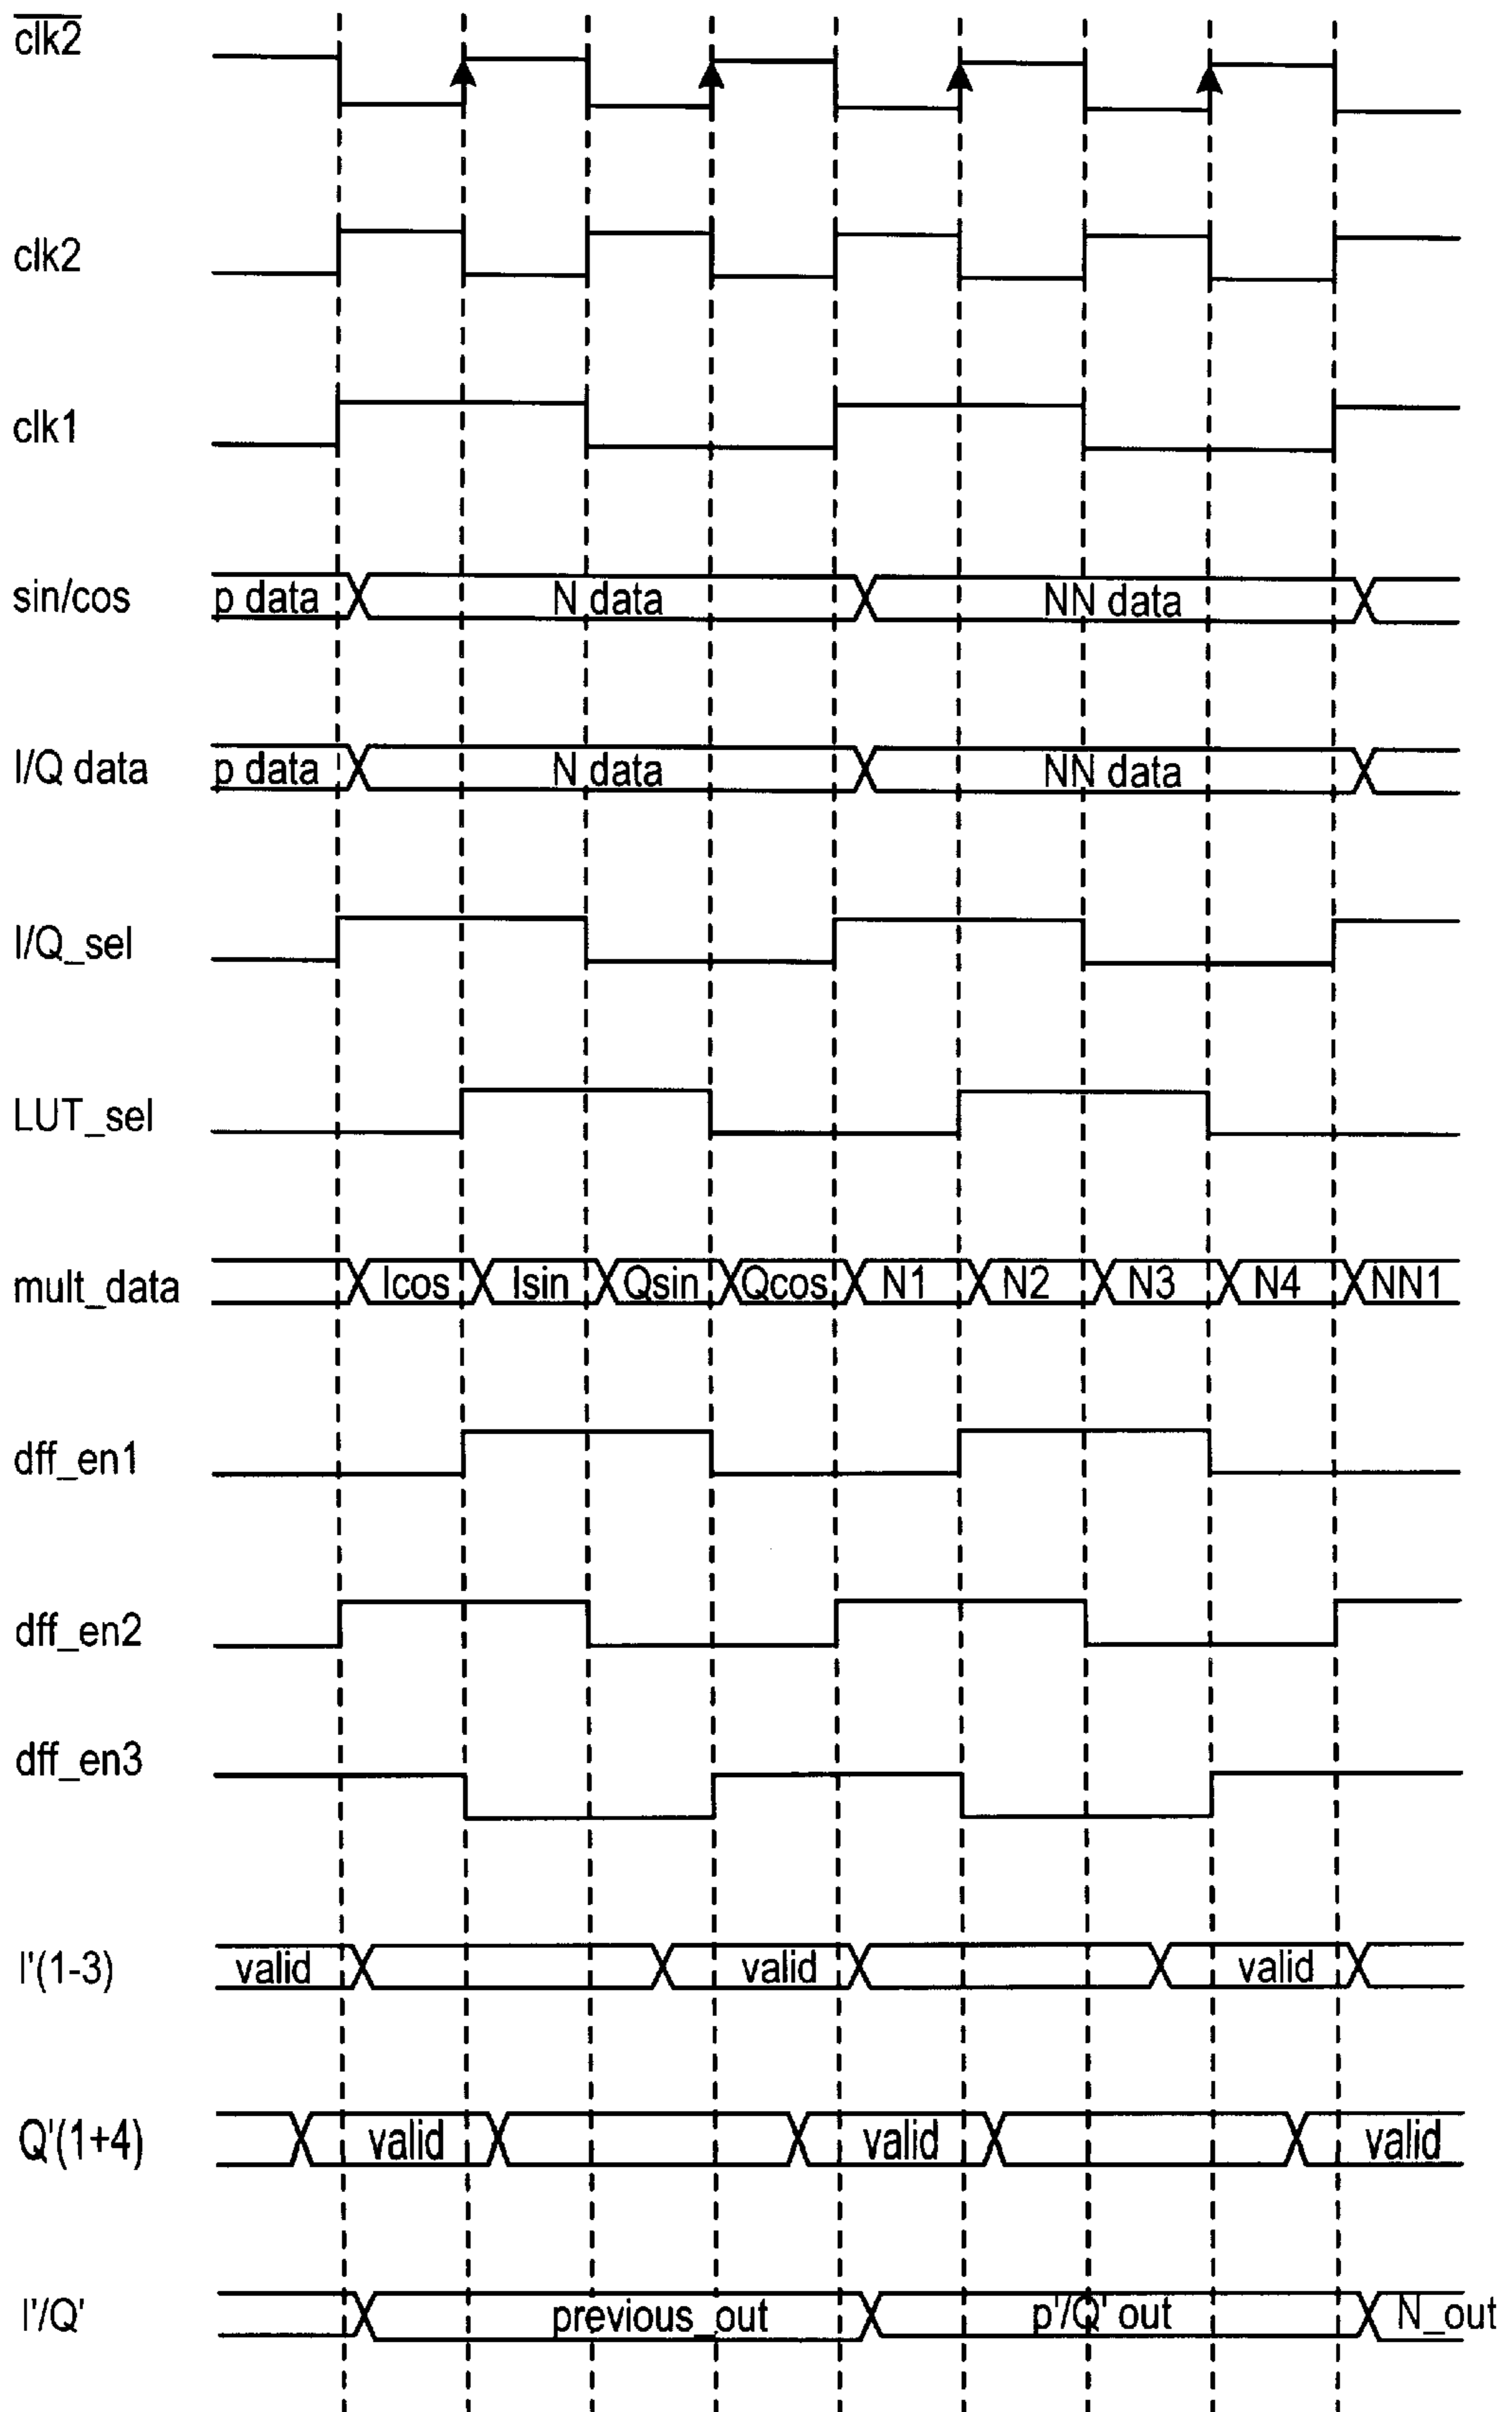 clk2
clk2
clk1
sin/cos p data N data NN data
I/Q data p data N data NN data
I/Q_sel
LUT_sel
mult_data Icos Isin Qsin Qcos N1 N2 N3 N4 NN1
dff_en1
dff_en2
dff_en3
I'(1-3) valid valid valid
Q'(1+4) valid valid valid
I'/Q' previous_out p'/Q' out N_out